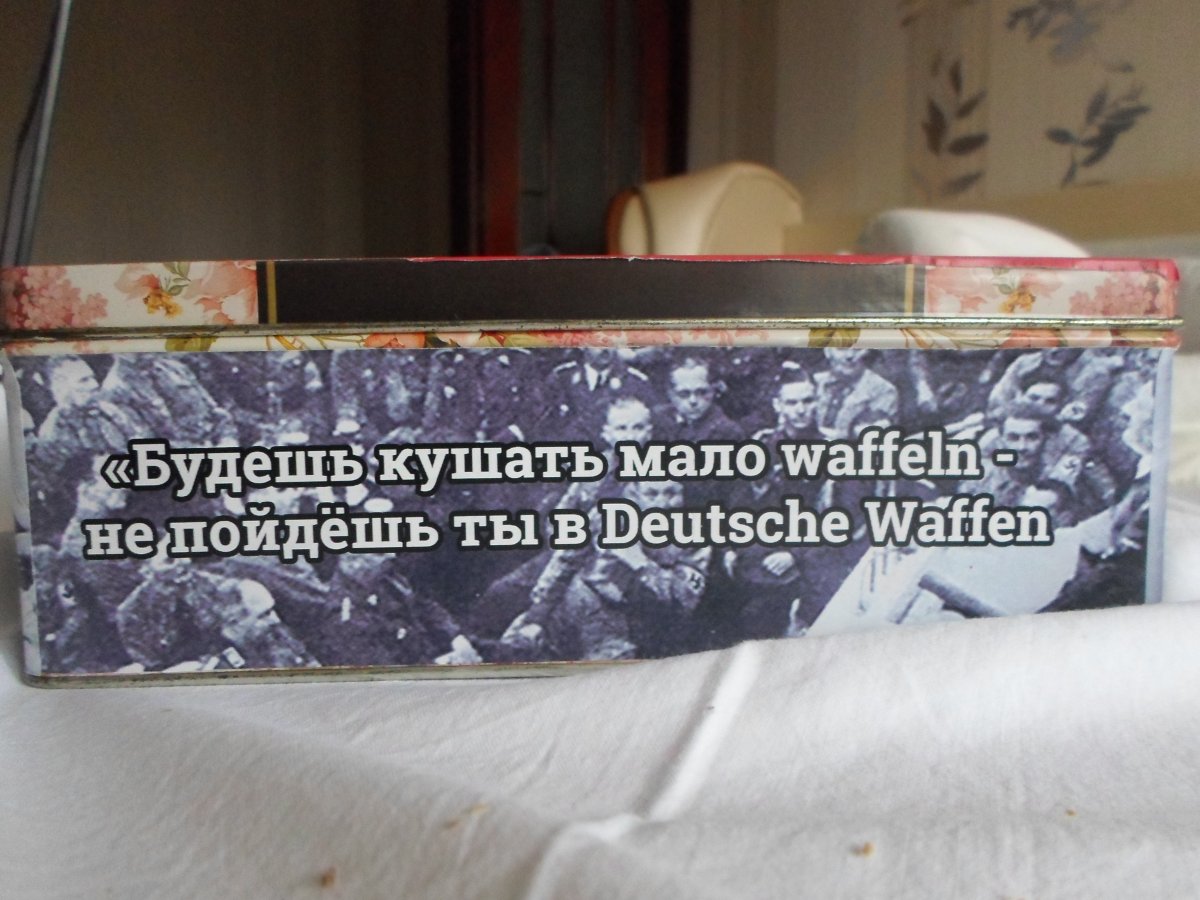 «Будешь кушать мало waffeln -
не пойдёшь ты в Deutsche Waffen